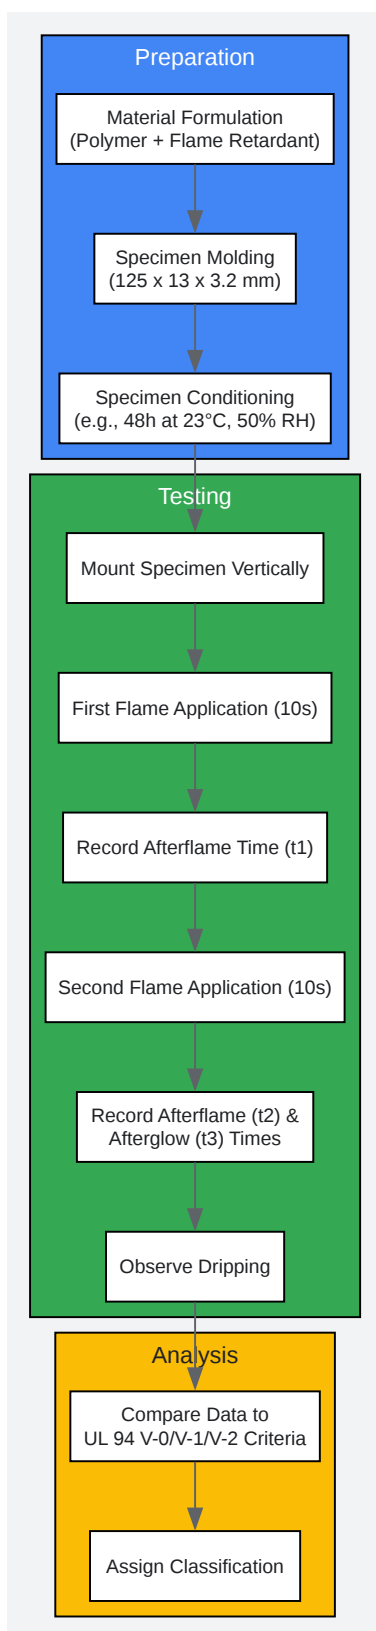 Preparation
Material Formulation
(Polymer + Flame Retardant)
Specimen Molding
(125 x 13 x 3.2 mm)
Specimen Conditioning
(e.g., 48h at 23°C, 50% RH)
Testing
Mount Specimen Vertically
First Flame Application (10s)
Record Afterflame Time (t1)
Second Flame Application (10s)
Record Afterflame (t2) &
Afterglow (t3) Times
Observe Dripping
Analysis
Compare Data to
UL 94 V-0/V-1/V-2 Criteria
Assign Classification